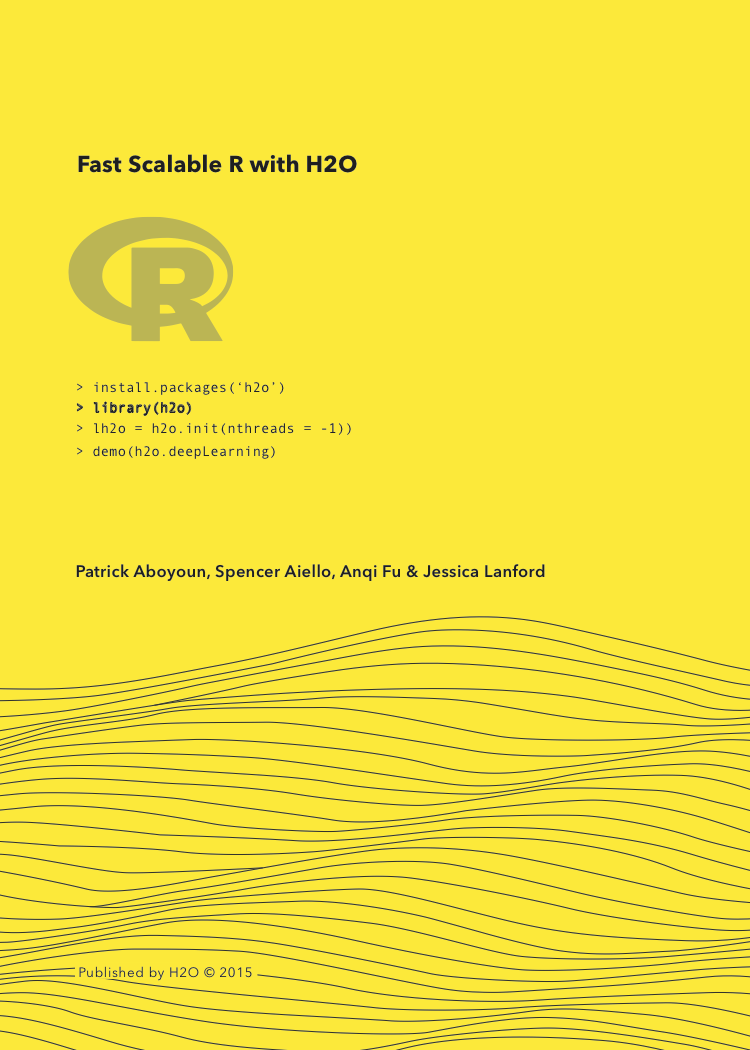 Fast Scalable R with H2O
R
> install.packages(‘h2o’)
> library(h2o)
> lh2o = h2o.init(nthreads = -1))
> demo(h2o.deepLearning)
Patrick Aboyoun, Spencer Aiello, Anqi Fu & Jessica Lanford
Published by H2O © 2015